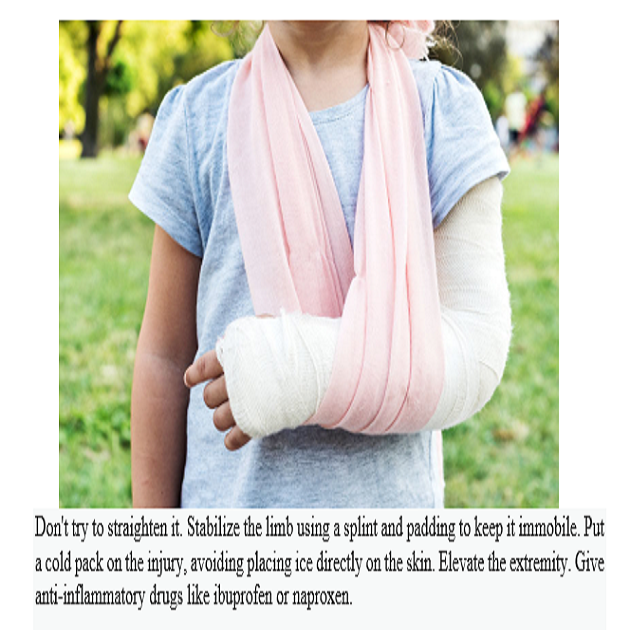 Don't try to straighten it. Stabilize the limb using a splint and padding to keep it immobile. Put
a cold pack on the injury, avoiding placing ice directly on the skin. Elevate the extremity. Give
anti-inflammatory drugs like ibuprofen or naproxen.